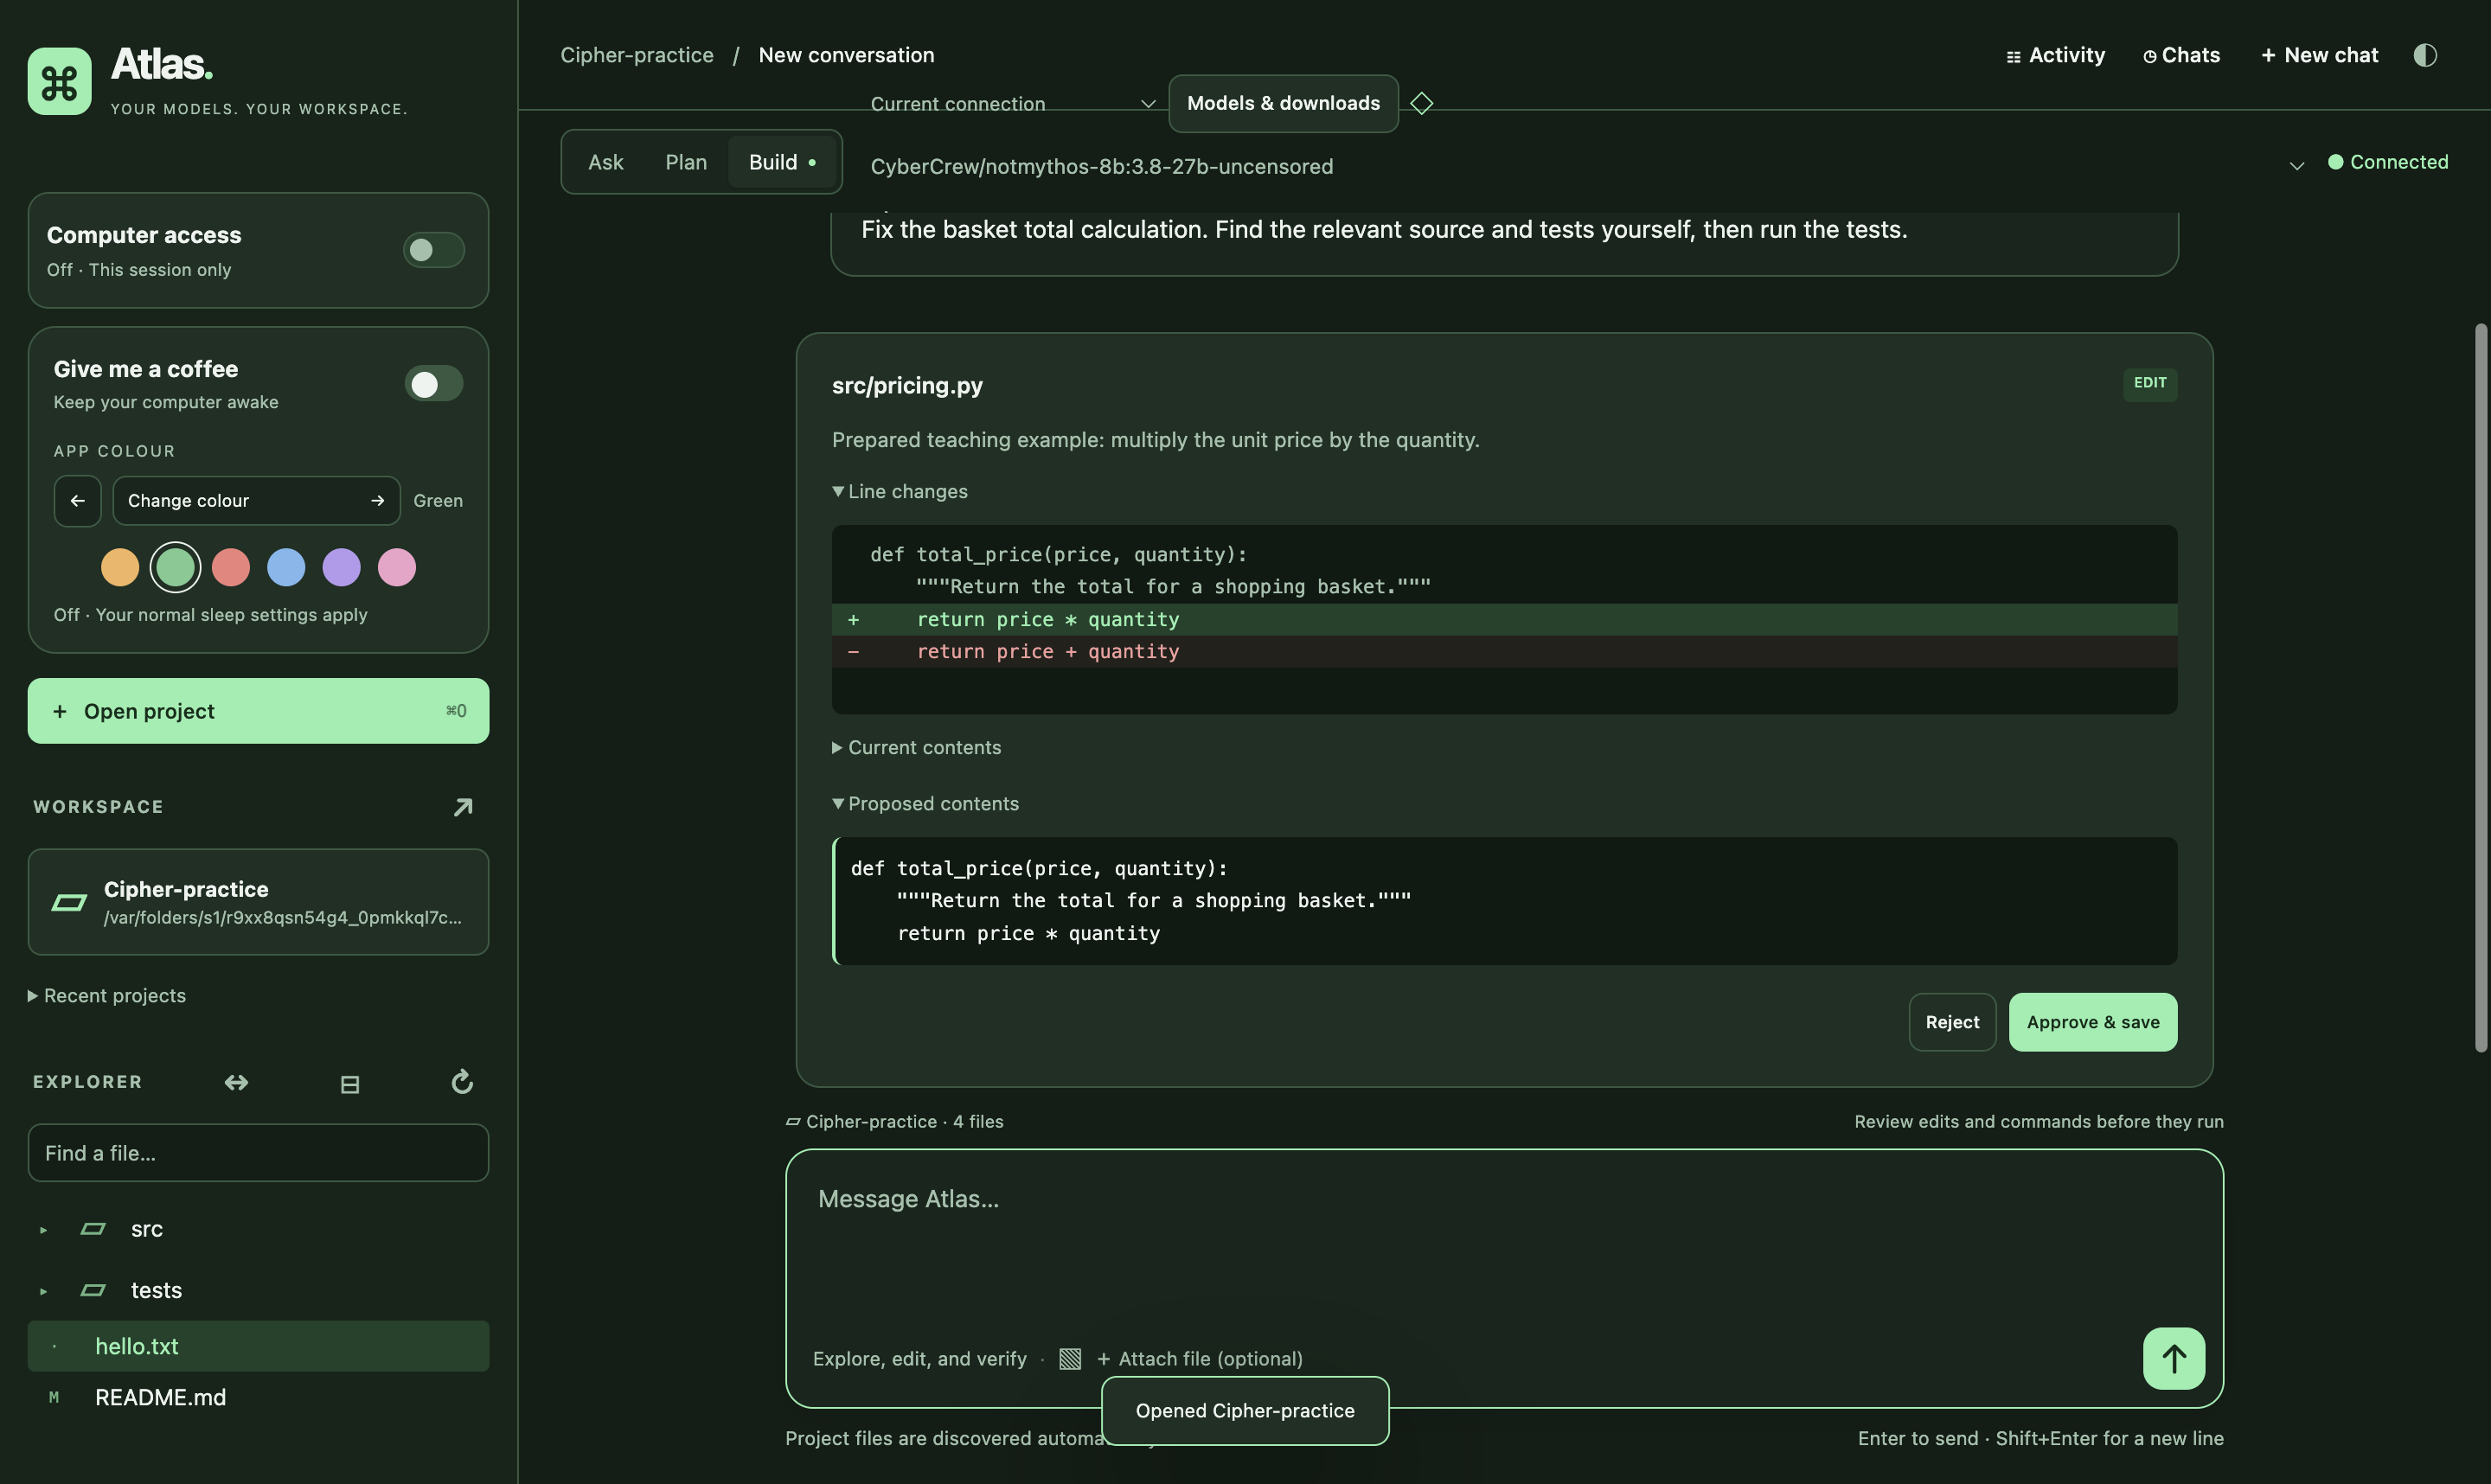 Atlas.
YOUR MODELS. YOUR WORKSPACE.
Computer access
Off · This session only
Give me a coffee
Keep your computer awake
APP COLOUR
← Change colour → Green
Off · Your normal sleep settings apply
+ Open project ⌘O
WORKSPACE
Cipher-practice
/var/folders/s1/r9xx8qsn54g4_0pmkkql7c...
Recent projects
EXPLORER
Find a file...
src
tests
hello.txt
M README.md
Cipher-practice / New conversation
Activity
Chats
+ New chat
Current connection
Models & downloads
Ask
Plan
Build
CyberCrew/notmythos-8b:3.8-27b-uncensored
Connected
Fix the basket total calculation. Find the relevant source and tests yourself, then run the tests.
src/pricing.py
EDIT
Prepared teaching example: multiply the unit price by the quantity.
Line changes
def total_price(price, quantity):
"""Return the total for a shopping basket."""
+ return price * quantity
− return price + quantity
Current contents
Proposed contents
def total_price(price, quantity):
"""Return the total for a shopping basket."""
return price * quantity
Reject
Approve & save
Cipher-practice · 4 files
Review edits and commands before they run
Message Atlas...
Explore, edit, and verify ·
+ Attach file (optional)
Opened Cipher-practice
Project files are discovered
Enter to send · Shift+Enter for a new line